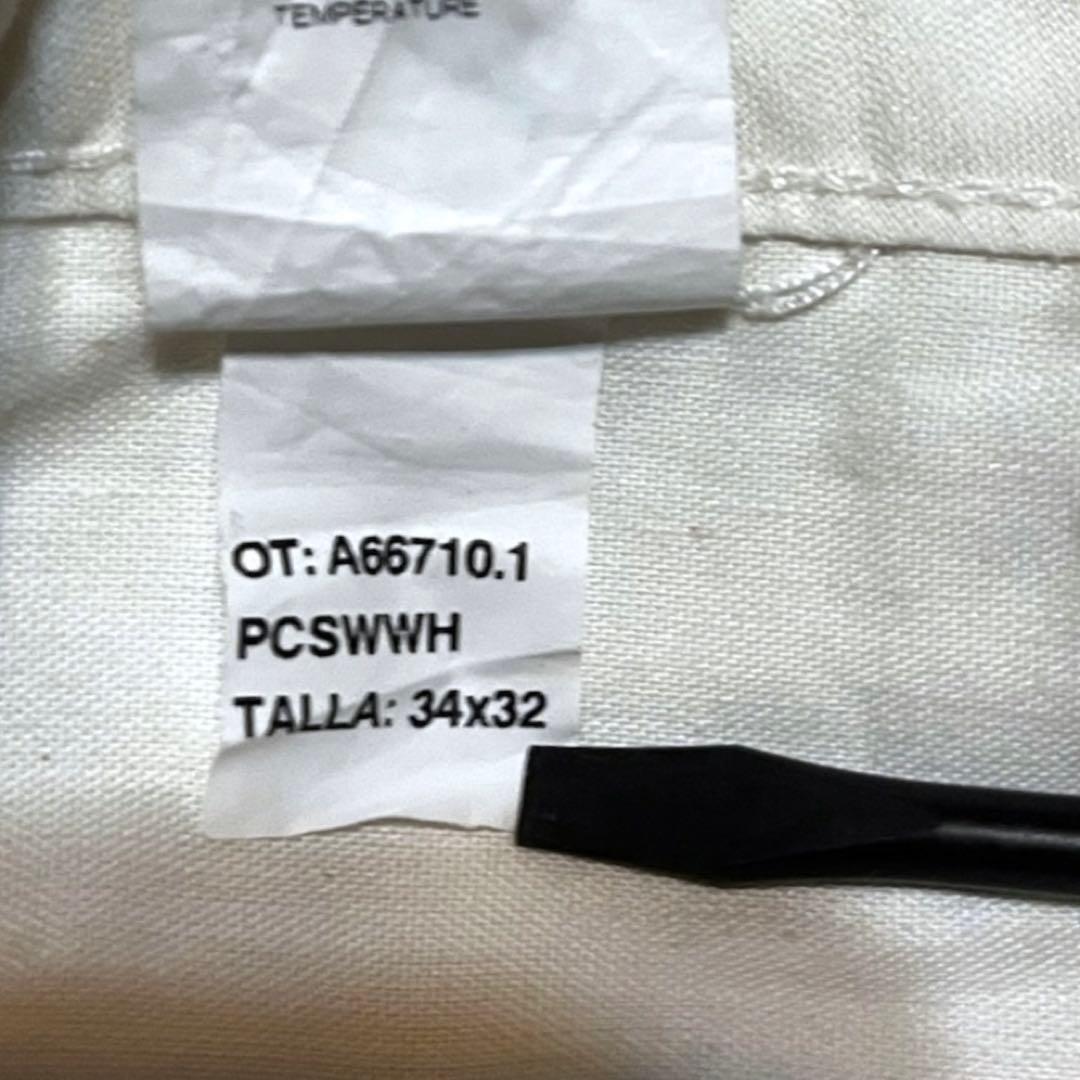 TEMPERATURE
OT: A66710.1
PCSWWH
TALLA: 34x32